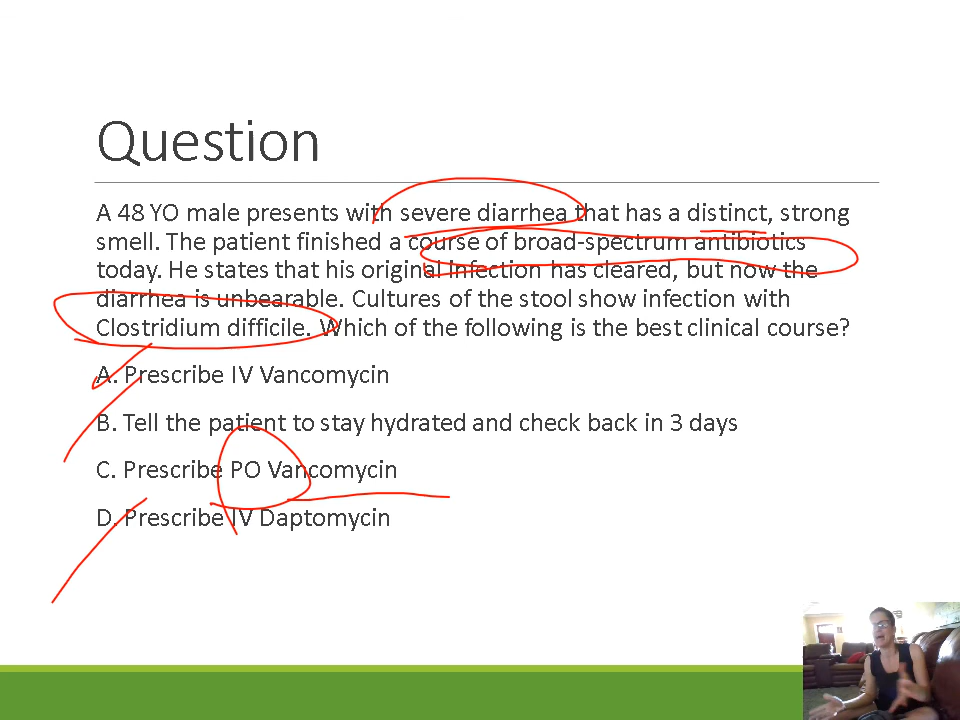 Question
A 48 YO male presents with severe diarrhea that has a distinct, strong
smell. The patient finished a course of broad-spectrum antibiotics
today. He states that his original infection has cleared, but now the
diarrhea is unbearable. Cultures of the stool show infection with
Clostridium difficile. Which of the following is the best clinical course?
A. Prescribe IV Vancomycin
B. Tell the patient to stay hydrated and check back in 3 days
C. Prescribe PO Vancomycin
D. Prescribe IV Daptomycin